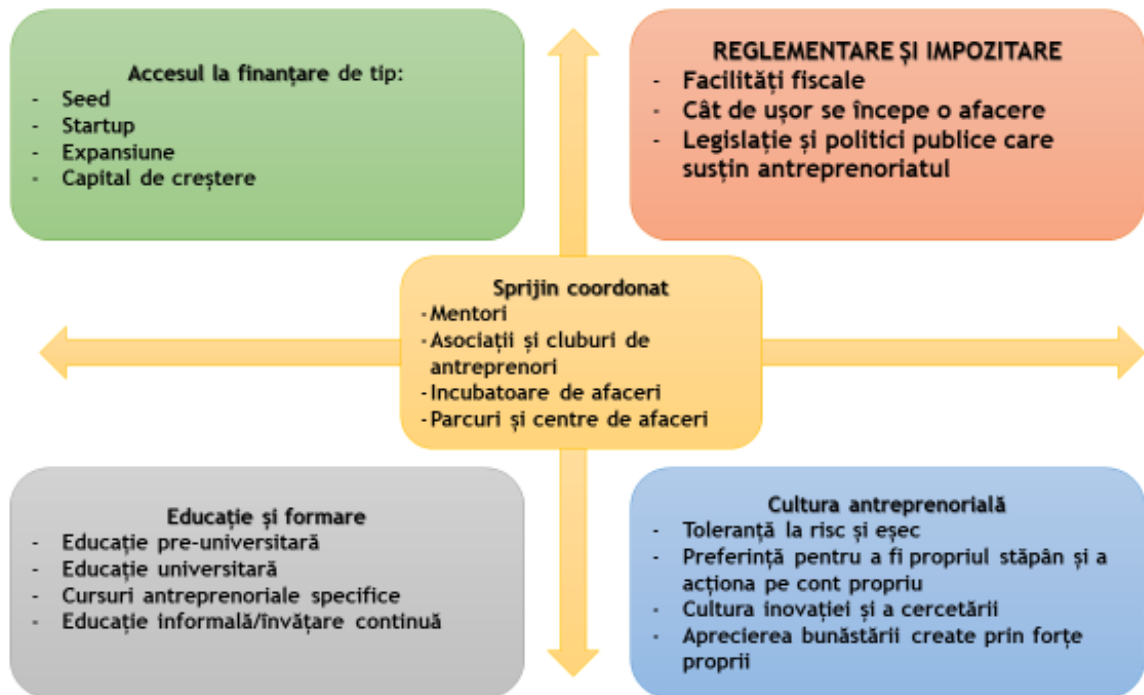 Accesul la finanțare de tip:
- Seed
- Startup
- Expansiune
- Capital de creștere
REGLEMENTARE ȘI IMPOZITARE
- Facilități fiscale
- Cât de ușor se începe o afacere
- Legislație și politici publice care
susțin antreprenoriatul
Sprijin coordonat
-Mentori
-Asociații și cluburi de
antreprenori
-Incubatoare de afaceri
-Parcuri și centre de afaceri
Educație și formare
- Educație pre-universitară
- Educație universitară
- Cursuri antreprenoriale specifice
- Educație informală/învățare continuă
Cultura antreprenorială
- Toleranță la risc și eșec
- Preferință pentru a fi propriul stăpân și a
acționa pe cont propriu
- Cultura inovației și a cercetării
- Aprecierea bunăstării create prin forțe
proprii